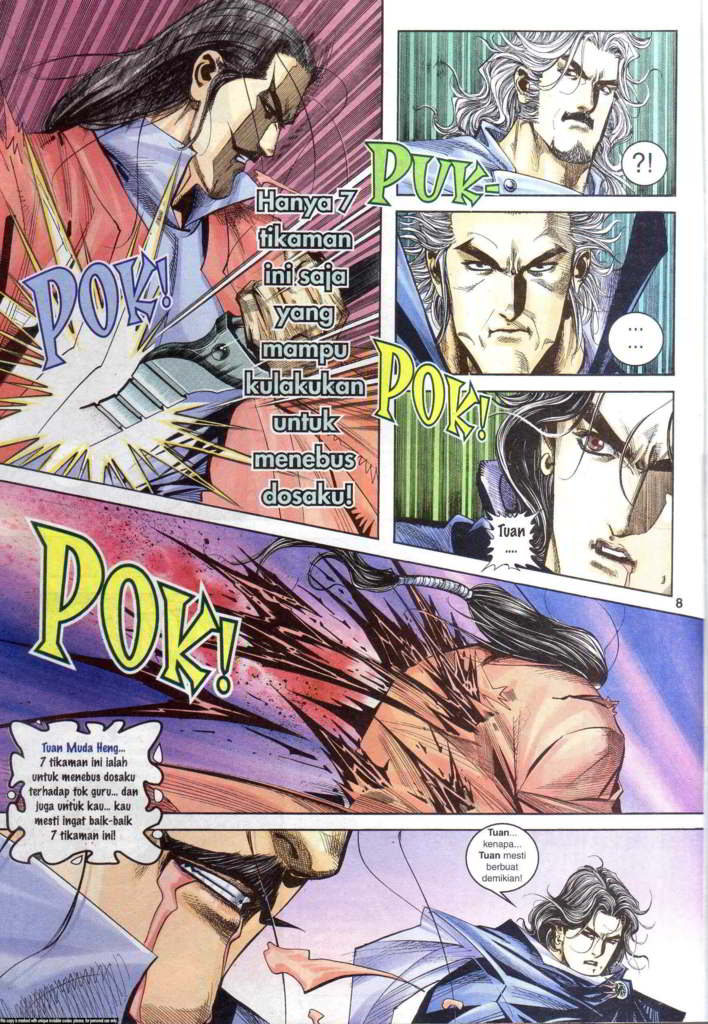 Hanya 7
tikaman
ini saja
yang
mampu
kulakukan
untuk
menebus
dosaku!
POK!
PUK-
?!
... ...
POK!
Tuan
....
8
POK!
Tuan Muda Heng...
7 tikaman ini ialah
untuk menebus dosaku
terhadap tok guru... dan
juga untuk kau... kau
mesti ingat baik-baik
7 tikaman ini!
Tuan...
kenapa...
Tuan mesti
berbuat
demikian!